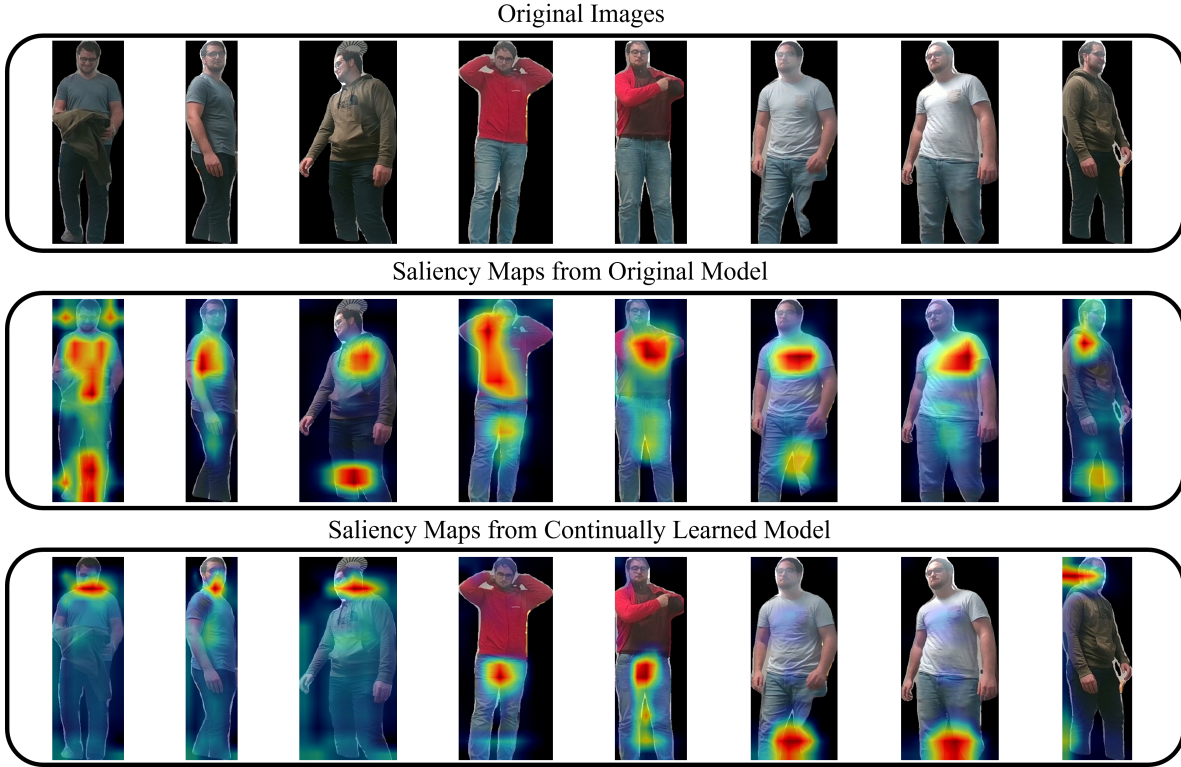 Original Images
Saliency Maps from Original Model
Saliency Maps from Continually Learned Model